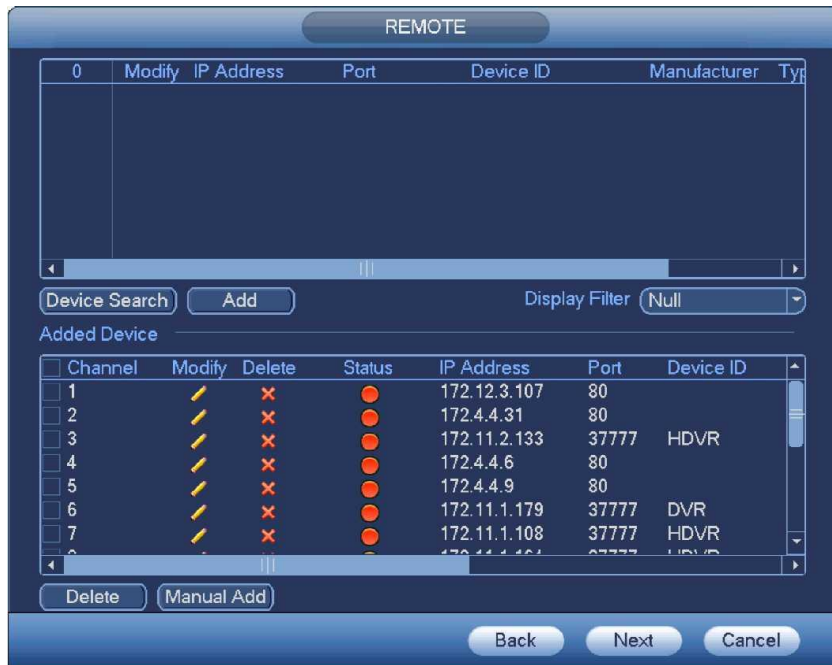 REMOTE
0 Modify IP Address Port Device ID Manufacturer Typ
Device Search Add Display Filter Null
Added Device
Channel Modify Delete Status IP Address Port Device ID
1 172.12.3.107 80
2 172.4.4.31 80
3 172.11.2.133 37777 HDVR
4 172.4.4.6 80
5 172.4.4.9 80
6 172.11.1.179 37777 DVR
7 172.11.1.108 37777 HDVR
Delete Manual Add
Back Next Cancel